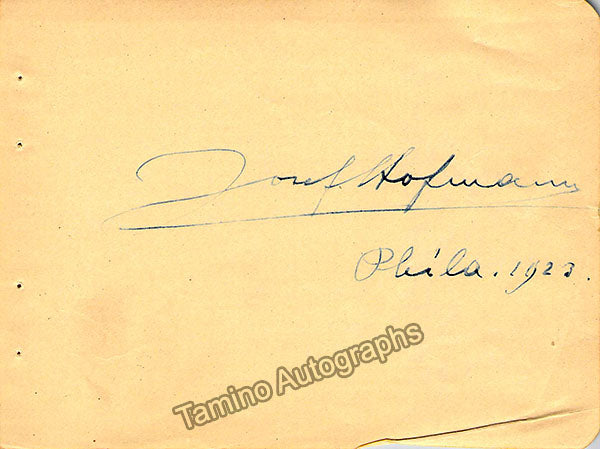 Josef Hofmann
Phila. 1923.
Tamino Autographs